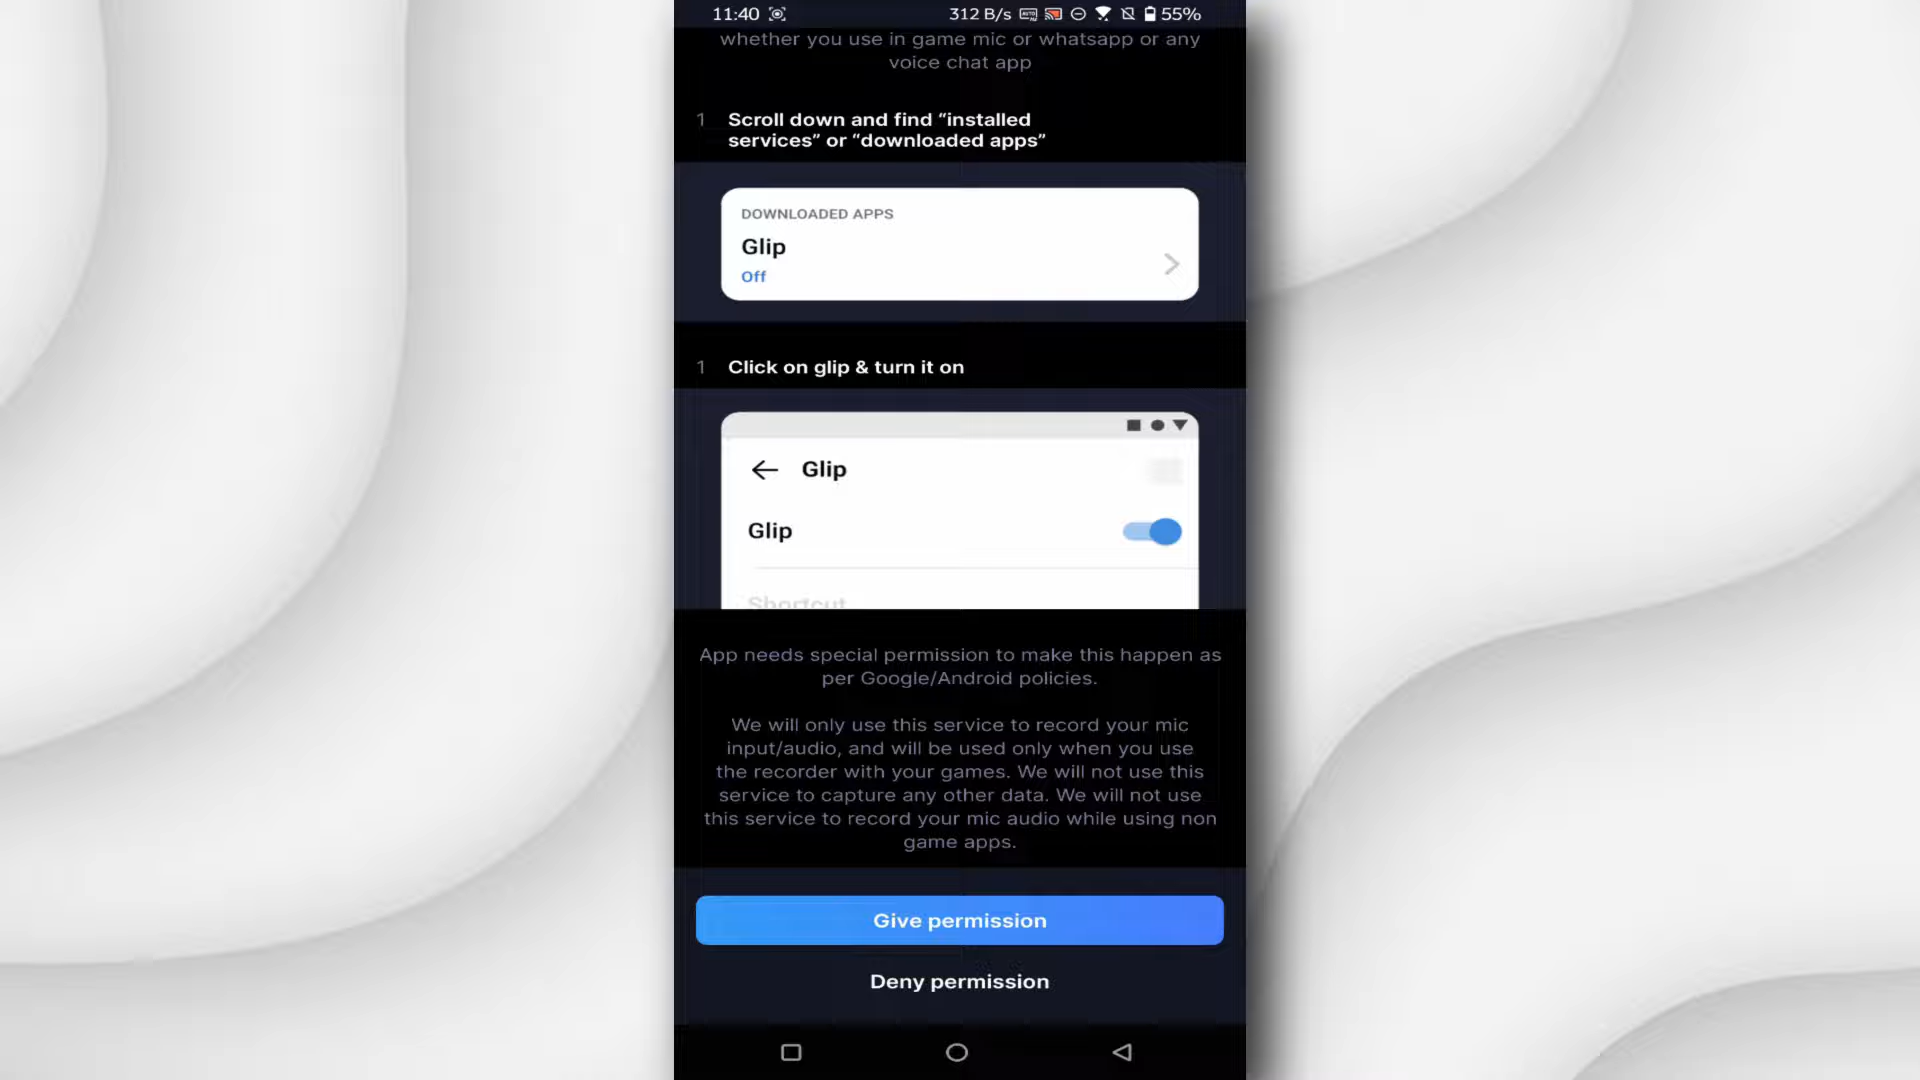 11:40 312 B/s 55%
whether you use in game mic or whatsapp or any
voice chat app
1 Scroll down and find “installed
services” or “downloaded apps”
DOWNLOADED APPS
Glip
Off
1 Click on glip & turn it on
Glip
Glip
Shortcut
App needs special permission to make this happen as
per Google/Android policies.
We will only use this service to record your mic
input/audio, and will be used only when you use
the recorder with your games. We will not use this
service to capture any other data. We will not use
this service to record your mic audio while using non
game apps.
Give permission
Deny permission